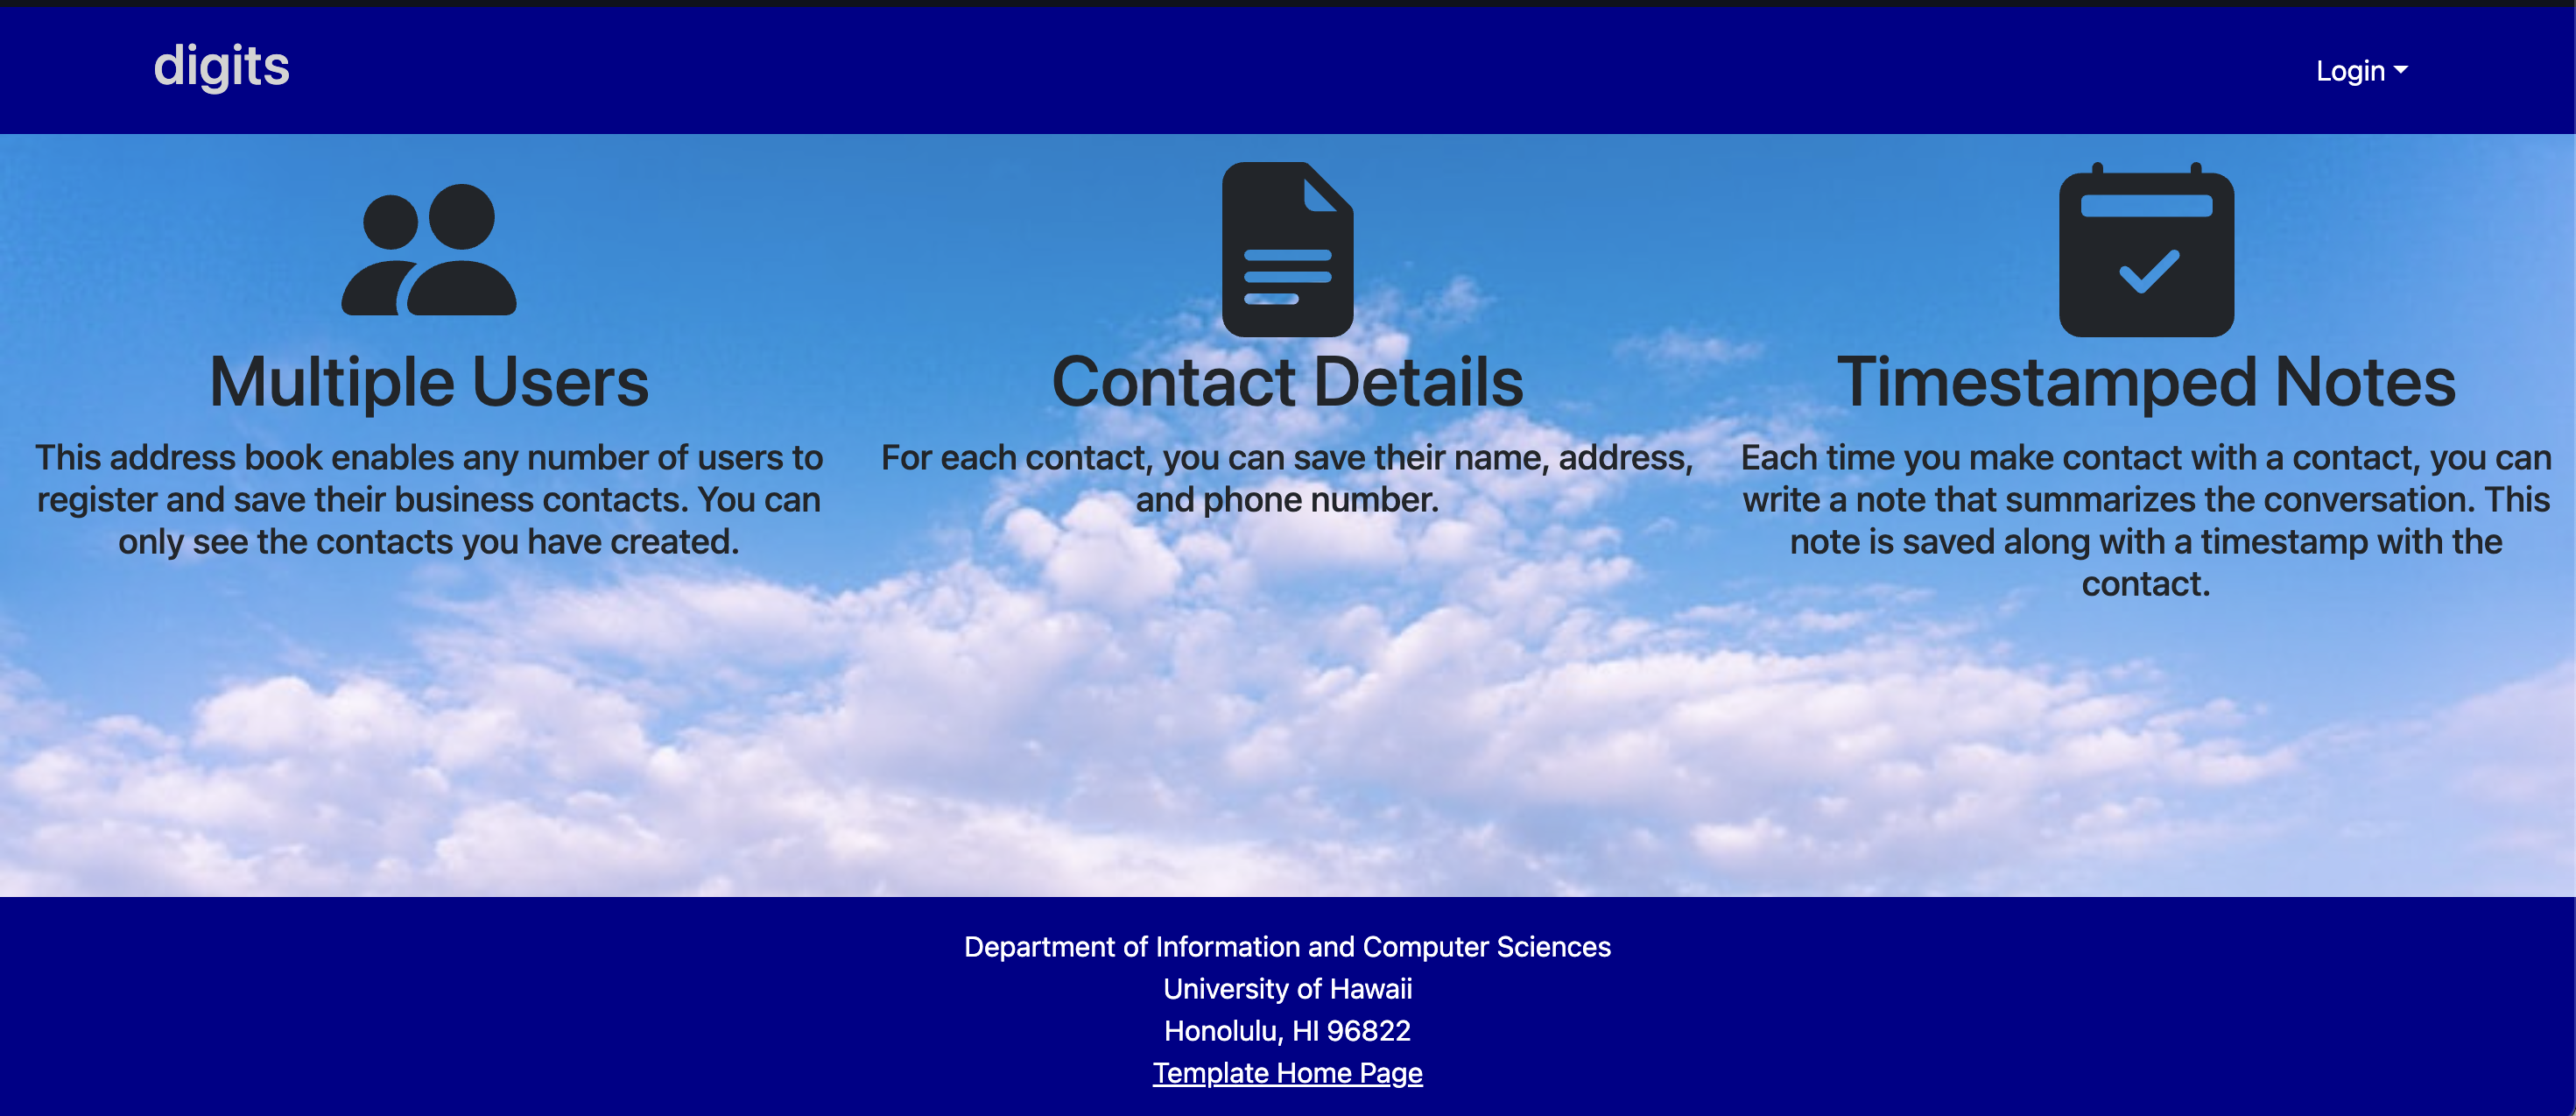 digits
Login
Multiple Users
This address book enables any number of users to
register and save their business contacts. You can
only see the contacts you have created.
Contact Details
For each contact, you can save their name, address,
and phone number.
Timestamped Notes
Each time you make contact with a contact, you can
write a note that summarizes the conversation. This
note is saved along with a timestamp with the
contact.
Department of Information and Computer Sciences
University of Hawaii
Honolulu, HI 96822
Template Home Page